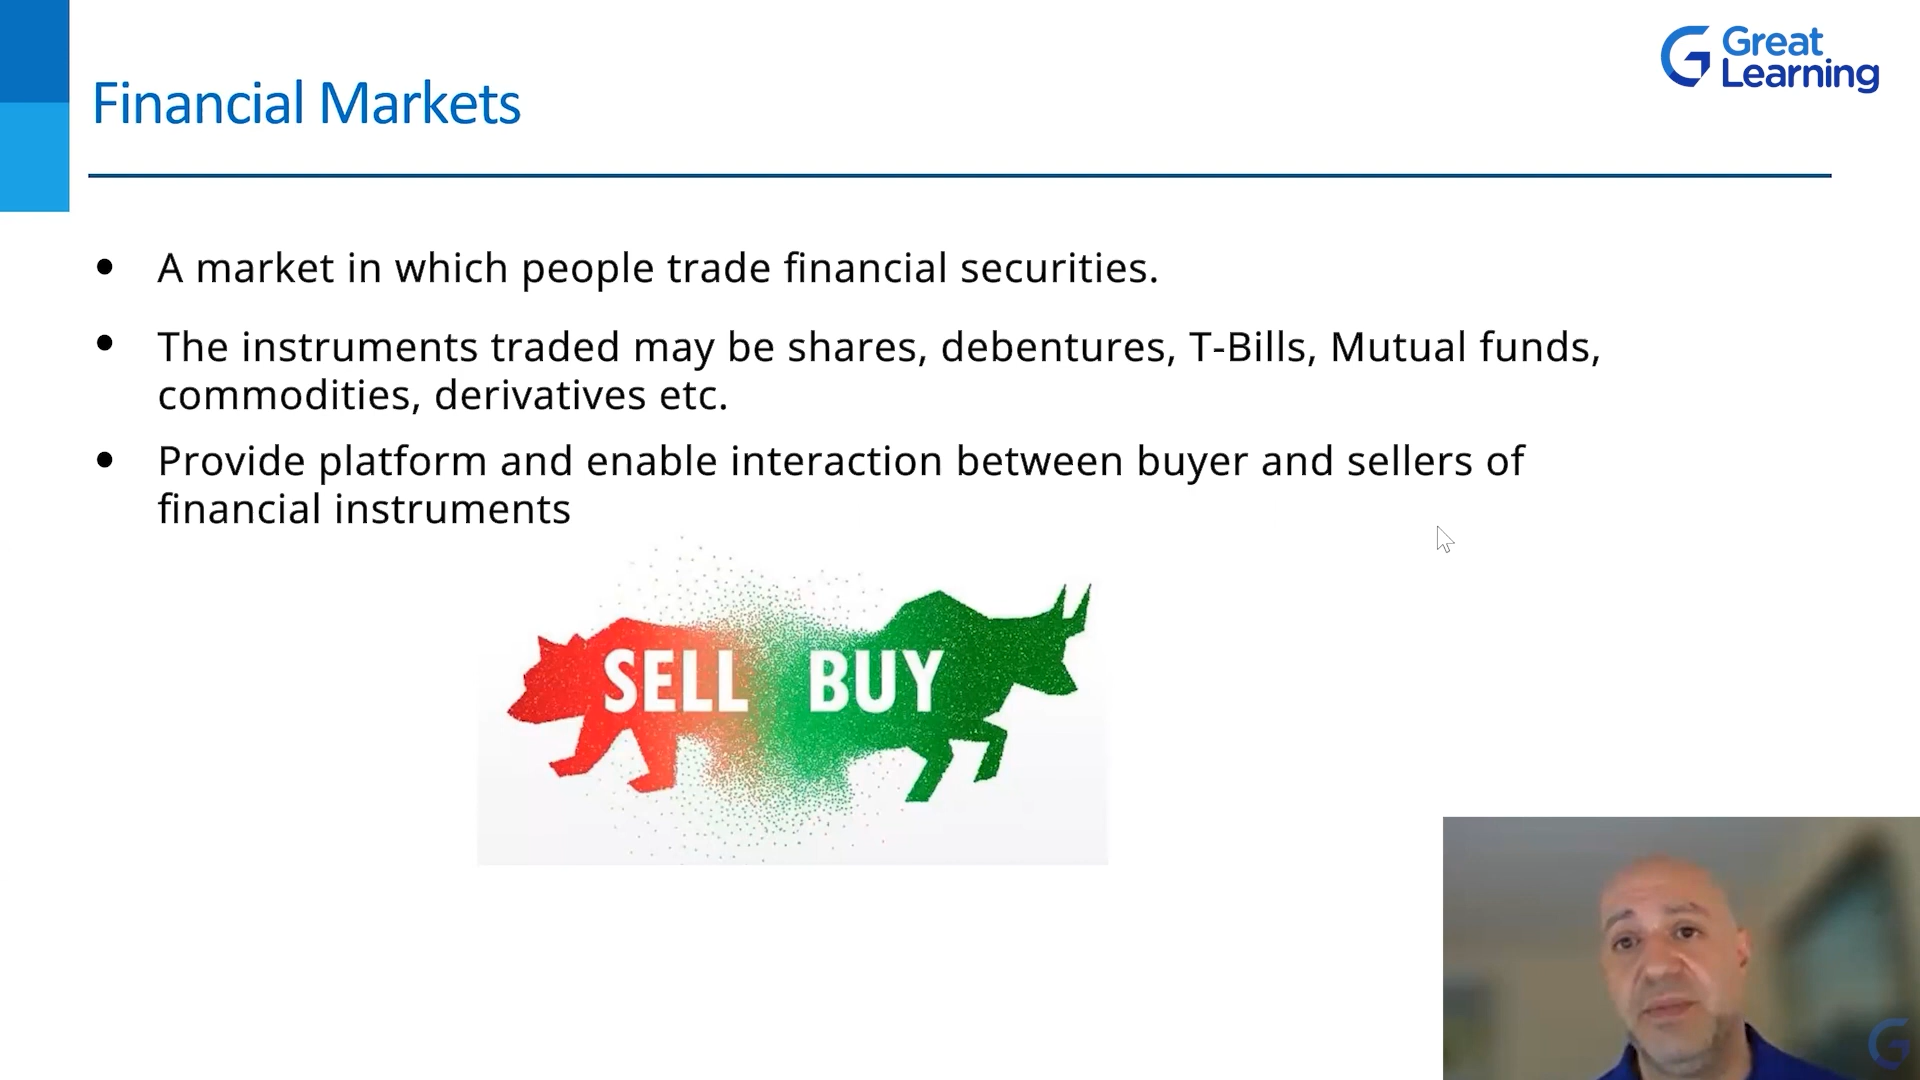 Great
Learning
Financial Markets
A market in which people trade financial securities.
The instruments traded may be shares, debentures, T-Bills, Mutual funds,
commodities, derivatives etc.
Provide platform and enable interaction between buyer and sellers of
financial instruments
SELL BUY